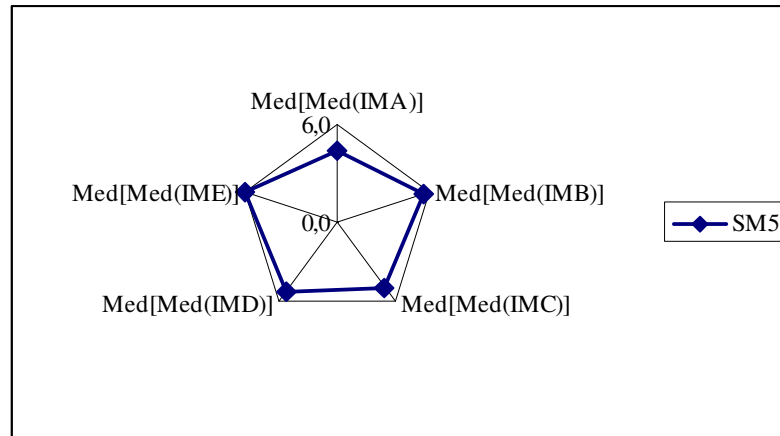 Med[Med(IMA)]
6,0
Med[Med(IME)]
Med[Med(IMB)]
0,0
SM5
Med[Med(IMD)]
Med[Med(IMC)]